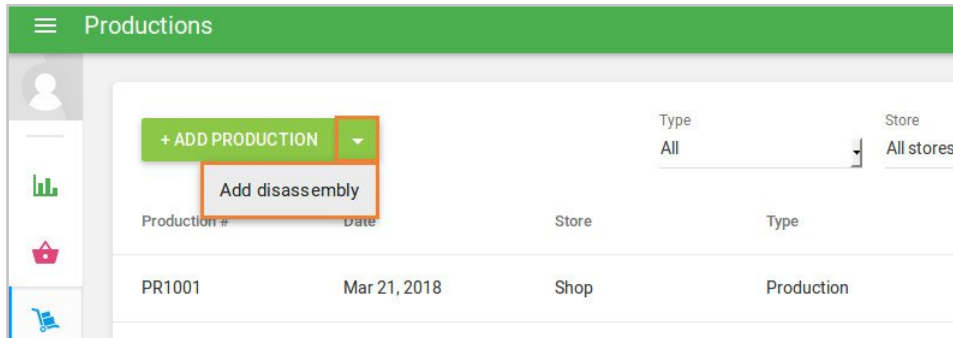 Productions
+ ADD PRODUCTION
Add disassembly
Type
All
Store
All stores
Production #
Date
Store
Type
PR1001
Mar 21, 2018
Shop
Production